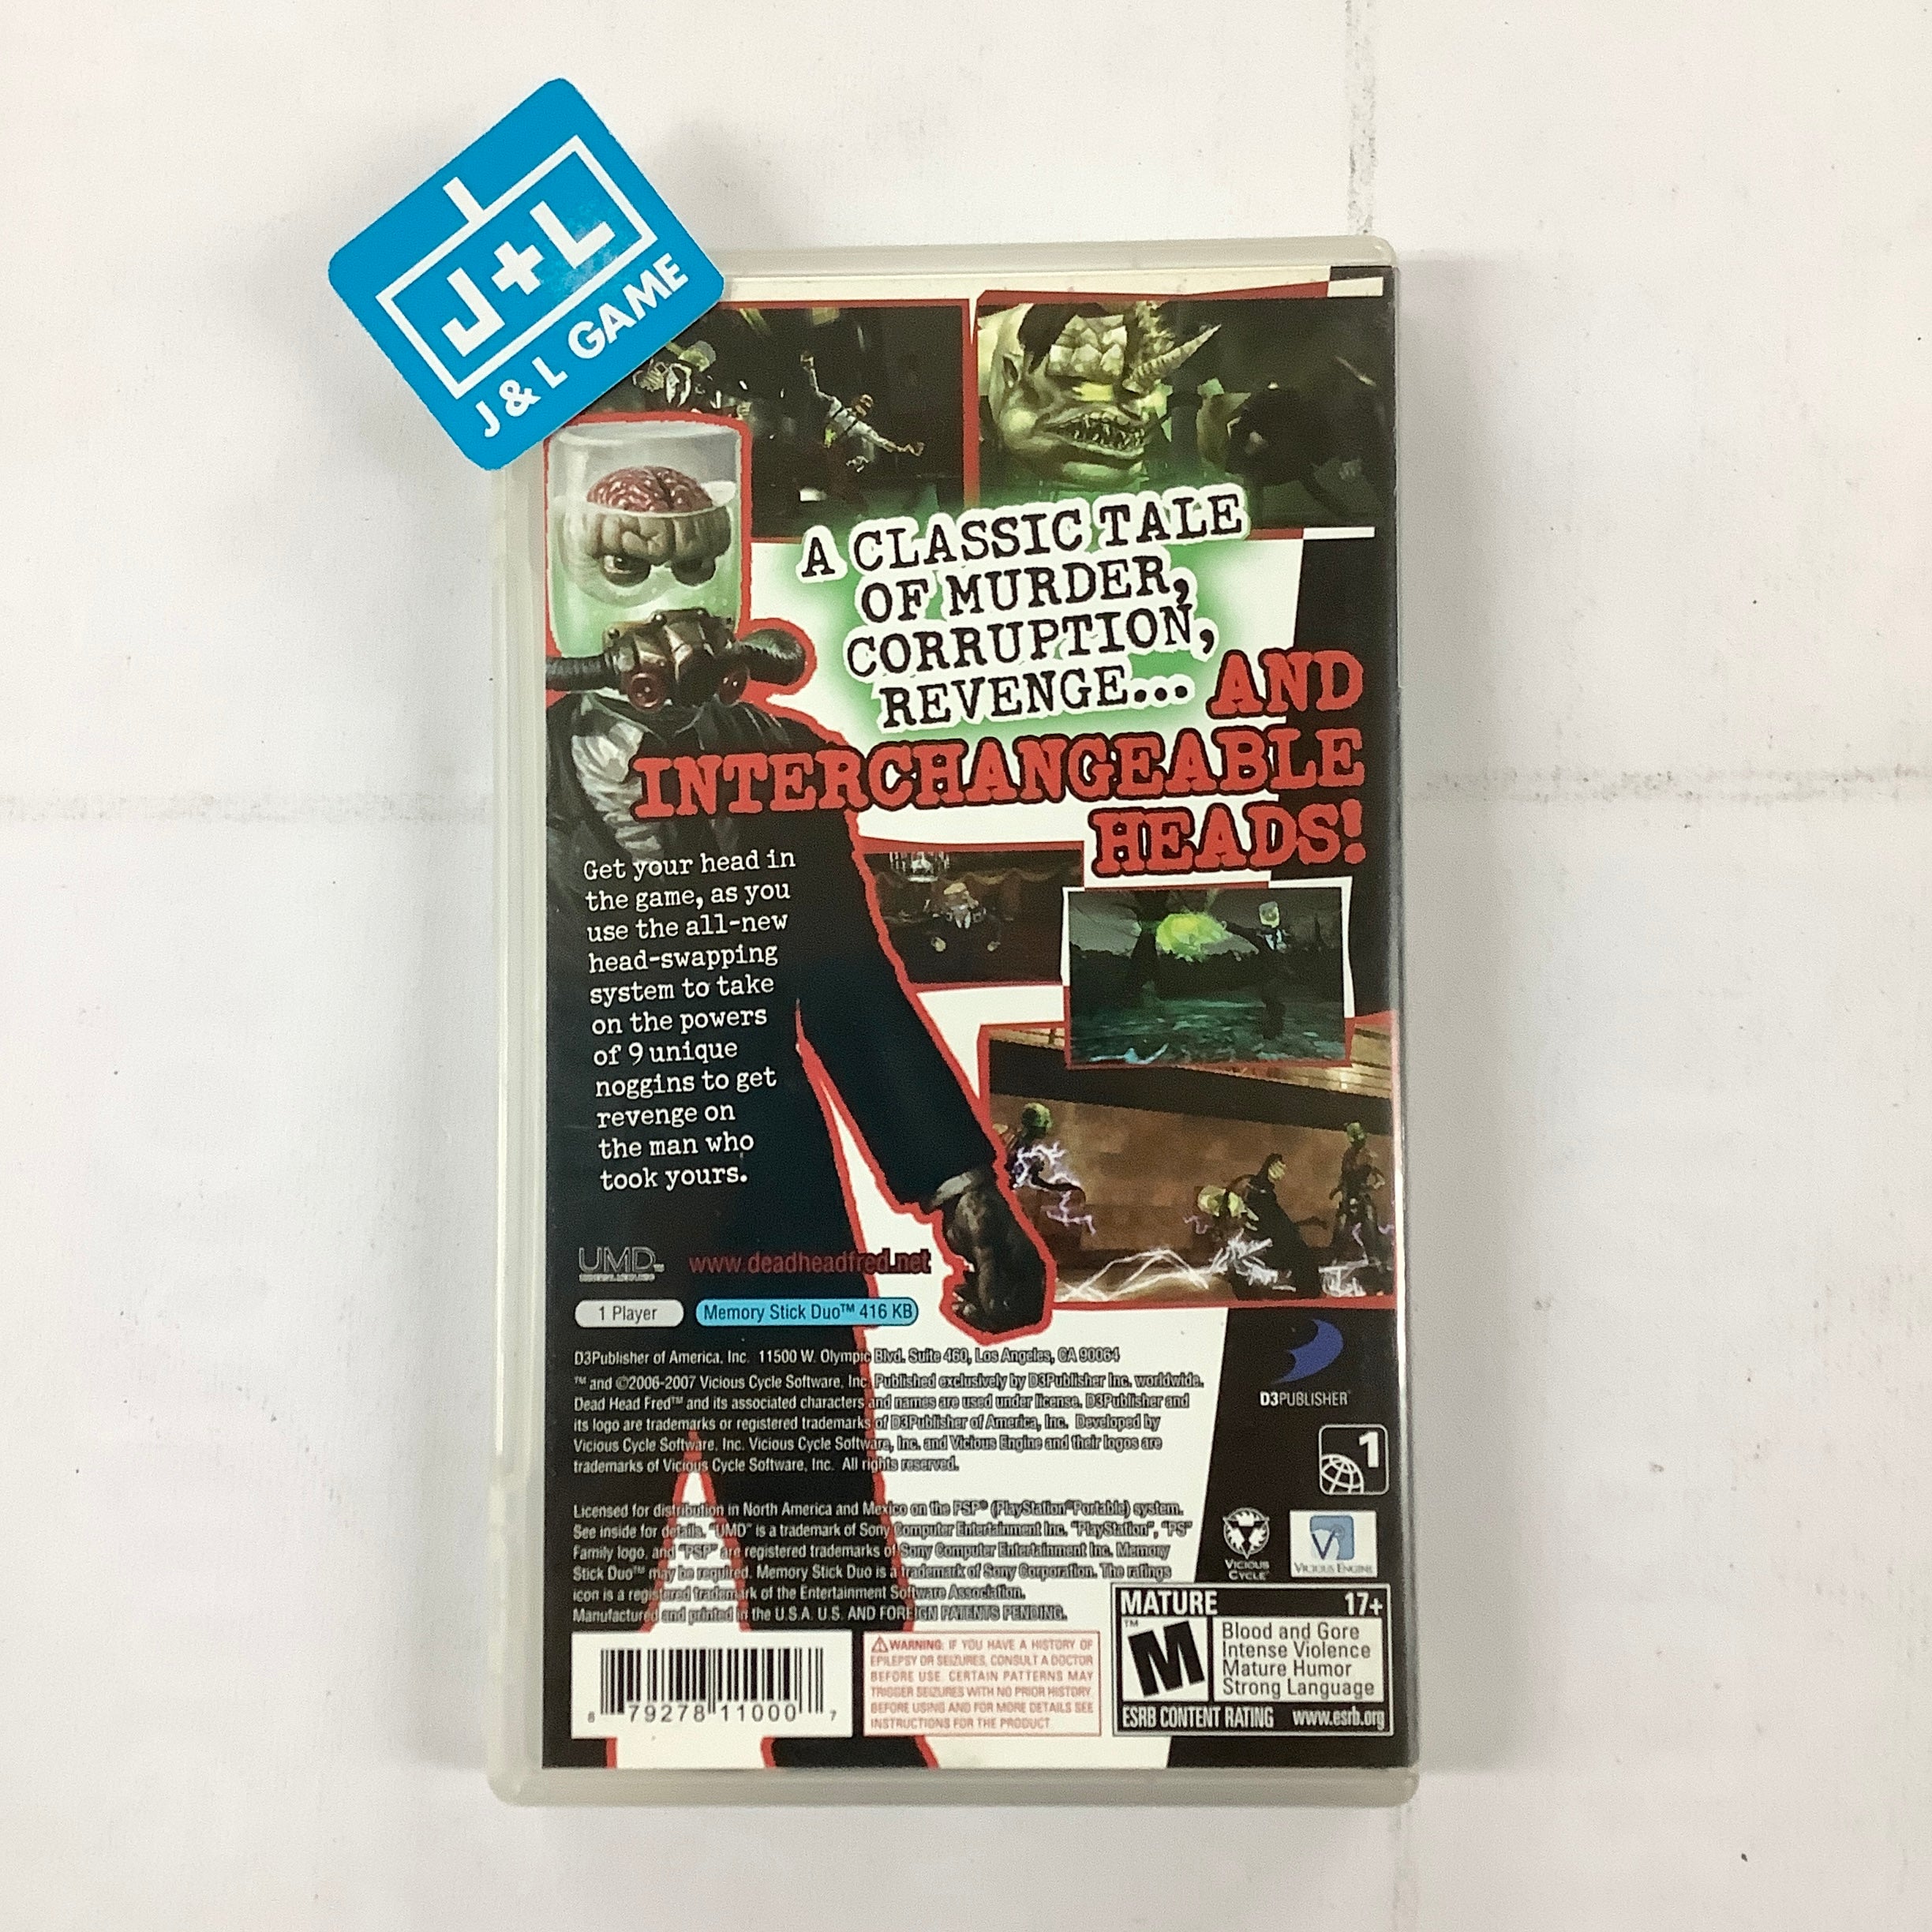 J+L
J & L GAME
A CLASSIC TALE
OF MURDER,
CORRUPTION,
REVENGE... AND
INTERCHANGEABLE
HEADS!
Get your head in
the game, as you
use the all-new
head-swapping
system to take
on the powers
of 9 unique
noggins to get
revenge on
the man who
took yours.
UMD™
www.deadheadfred.net
1 Player
Memory Stick Duo™ 416 KB
D3Publisher of America, Inc. 11500 W. Olympic Blvd. Suite 460, Los Angeles, CA 90064
™ and ©2006-2007 Vicious Cycle Software, Inc. Published exclusively by D3Publisher Inc. worldwide.
Dead Head Fred™ and its associated characters and names are used under license. D3Publisher and
its logo are trademarks or registered trademarks of D3Publisher of America, Inc. Developed by
Vicious Cycle Software, Inc. Vicious Cycle Software, Inc. and Vicious Engine and their logos are
trademarks of Vicious Cycle Software, Inc. All rights reserved.
Licensed for distribution in North America and Mexico on the PSP® (PlayStation®Portable) system.
See inside for details. "UMD" is a trademark of Sony Computer Entertainment Inc. "PlayStation", "PS"
Family logo, and "PSP" are registered trademarks of Sony Computer Entertainment Inc. Memory
Stick Duo™ may be required. Memory Stick Duo is a trademark of Sony Corporation. The ratings
icon is a registered trademark of the Entertainment Software Association.
Manufactured and printed in the U.S.A. U.S. AND FOREIGN PATENTS PENDING.
D3PUBLISHER
1
VICIOUS
CYCLE
V
VICIOUS ENGINE
8 79278 11000 7
WARNING: IF YOU HAVE A HISTORY OF
EPILEPSY OR SEIZURES, CONSULT A DOCTOR
BEFORE USE. CERTAIN PATTERNS MAY
TRIGGER SEIZURES WITH NO PRIOR HISTORY.
BEFORE USING AND FOR MORE DETAILS SEE
INSTRUCTIONS FOR THE PRODUCT.
MATURE 17+
M
Blood and Gore
Intense Violence
Mature Humor
Strong Language
ESRB CONTENT RATING www.esrb.org